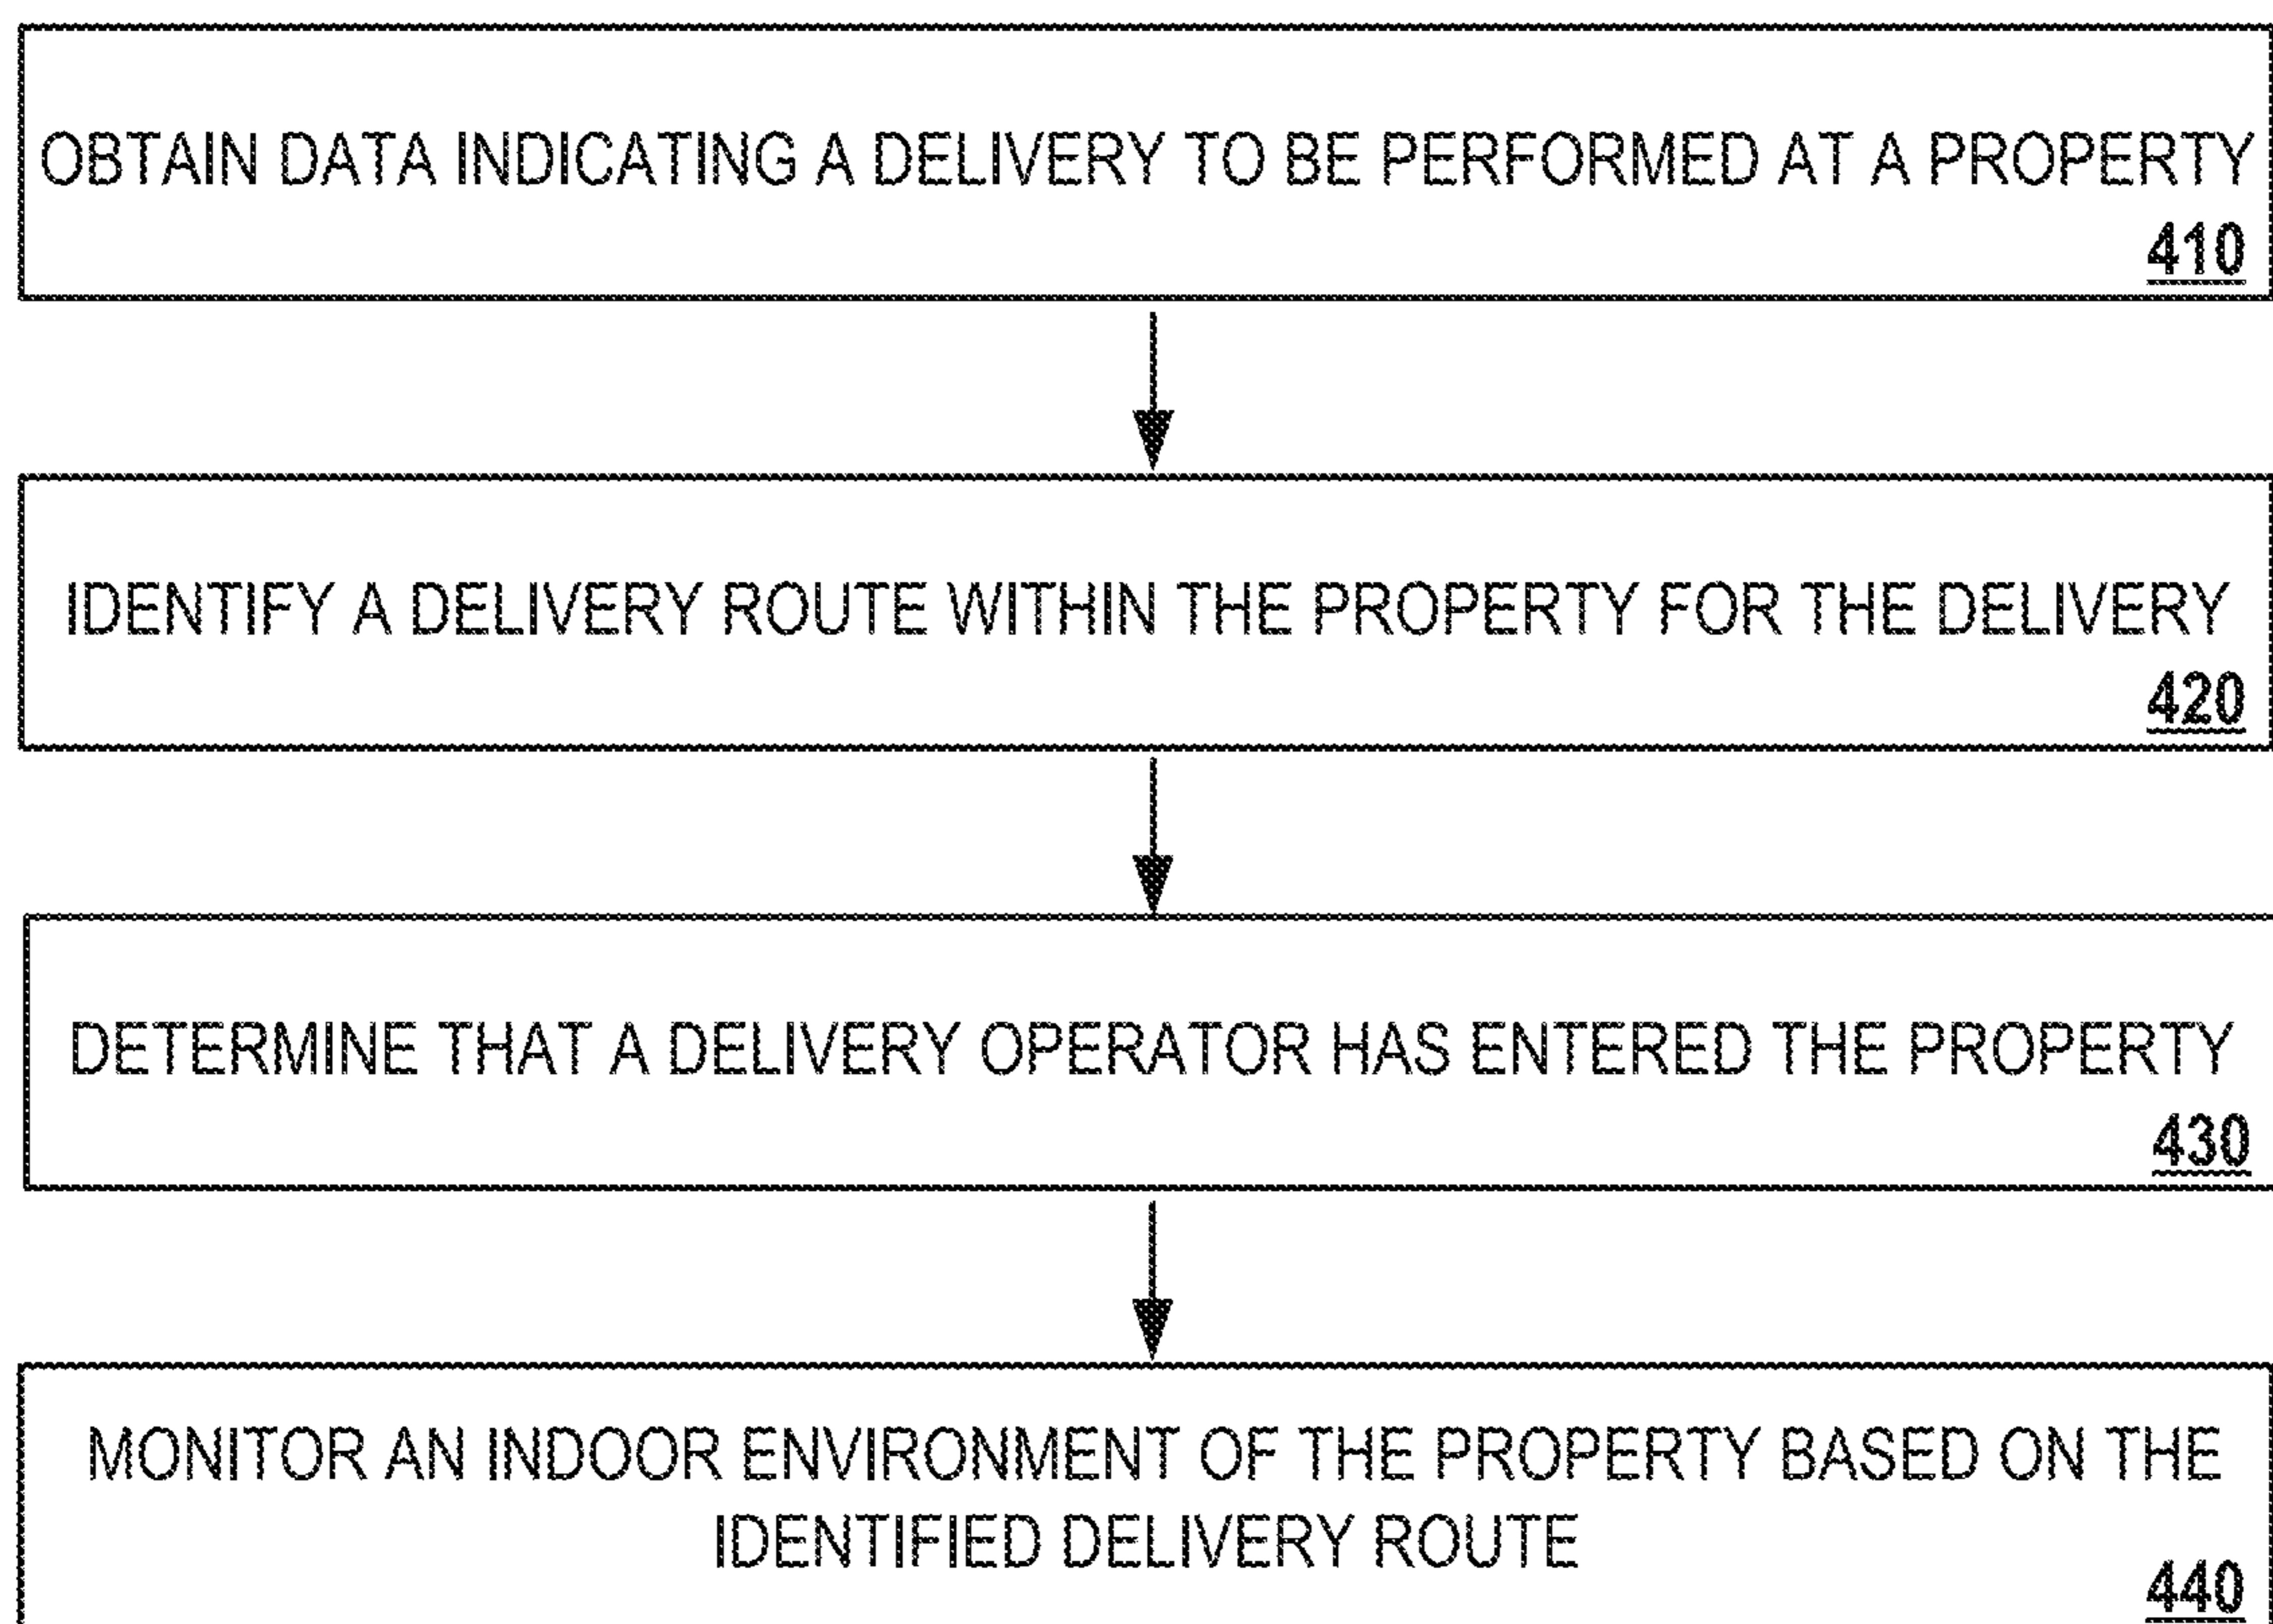 OBTAIN DATA INDICATING A DELIVERY TO BE PERFORMED AT A PROPERTY
410
IDENTIFY A DELIVERY ROUTE WITHIN THE PROPERTY FOR THE DELIVERY
420
DETERMINE THAT A DELIVERY OPERATOR HAS ENTERED THE PROPERTY
430
MONITOR AN INDOOR ENVIRONMENT OF THE PROPERTY BASED ON THE
IDENTIFIED DELIVERY ROUTE
440